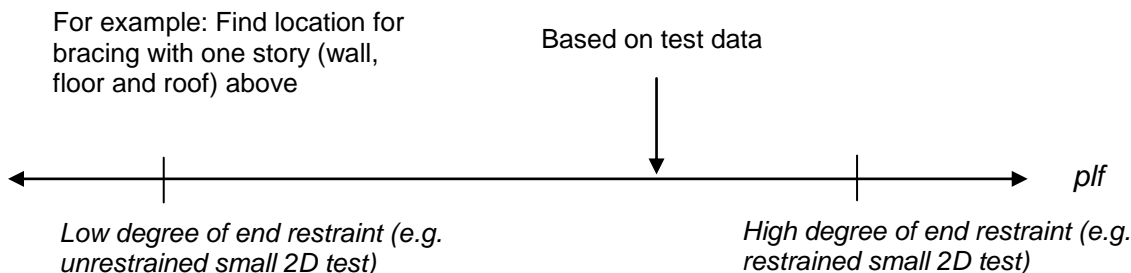 For example: Find location for
bracing with one story (wall,
floor and roof) above
Based on test data
plf
Low degree of end restraint (e.g.
unrestrained small 2D test)
High degree of end restraint (e.g.
restrained small 2D test)